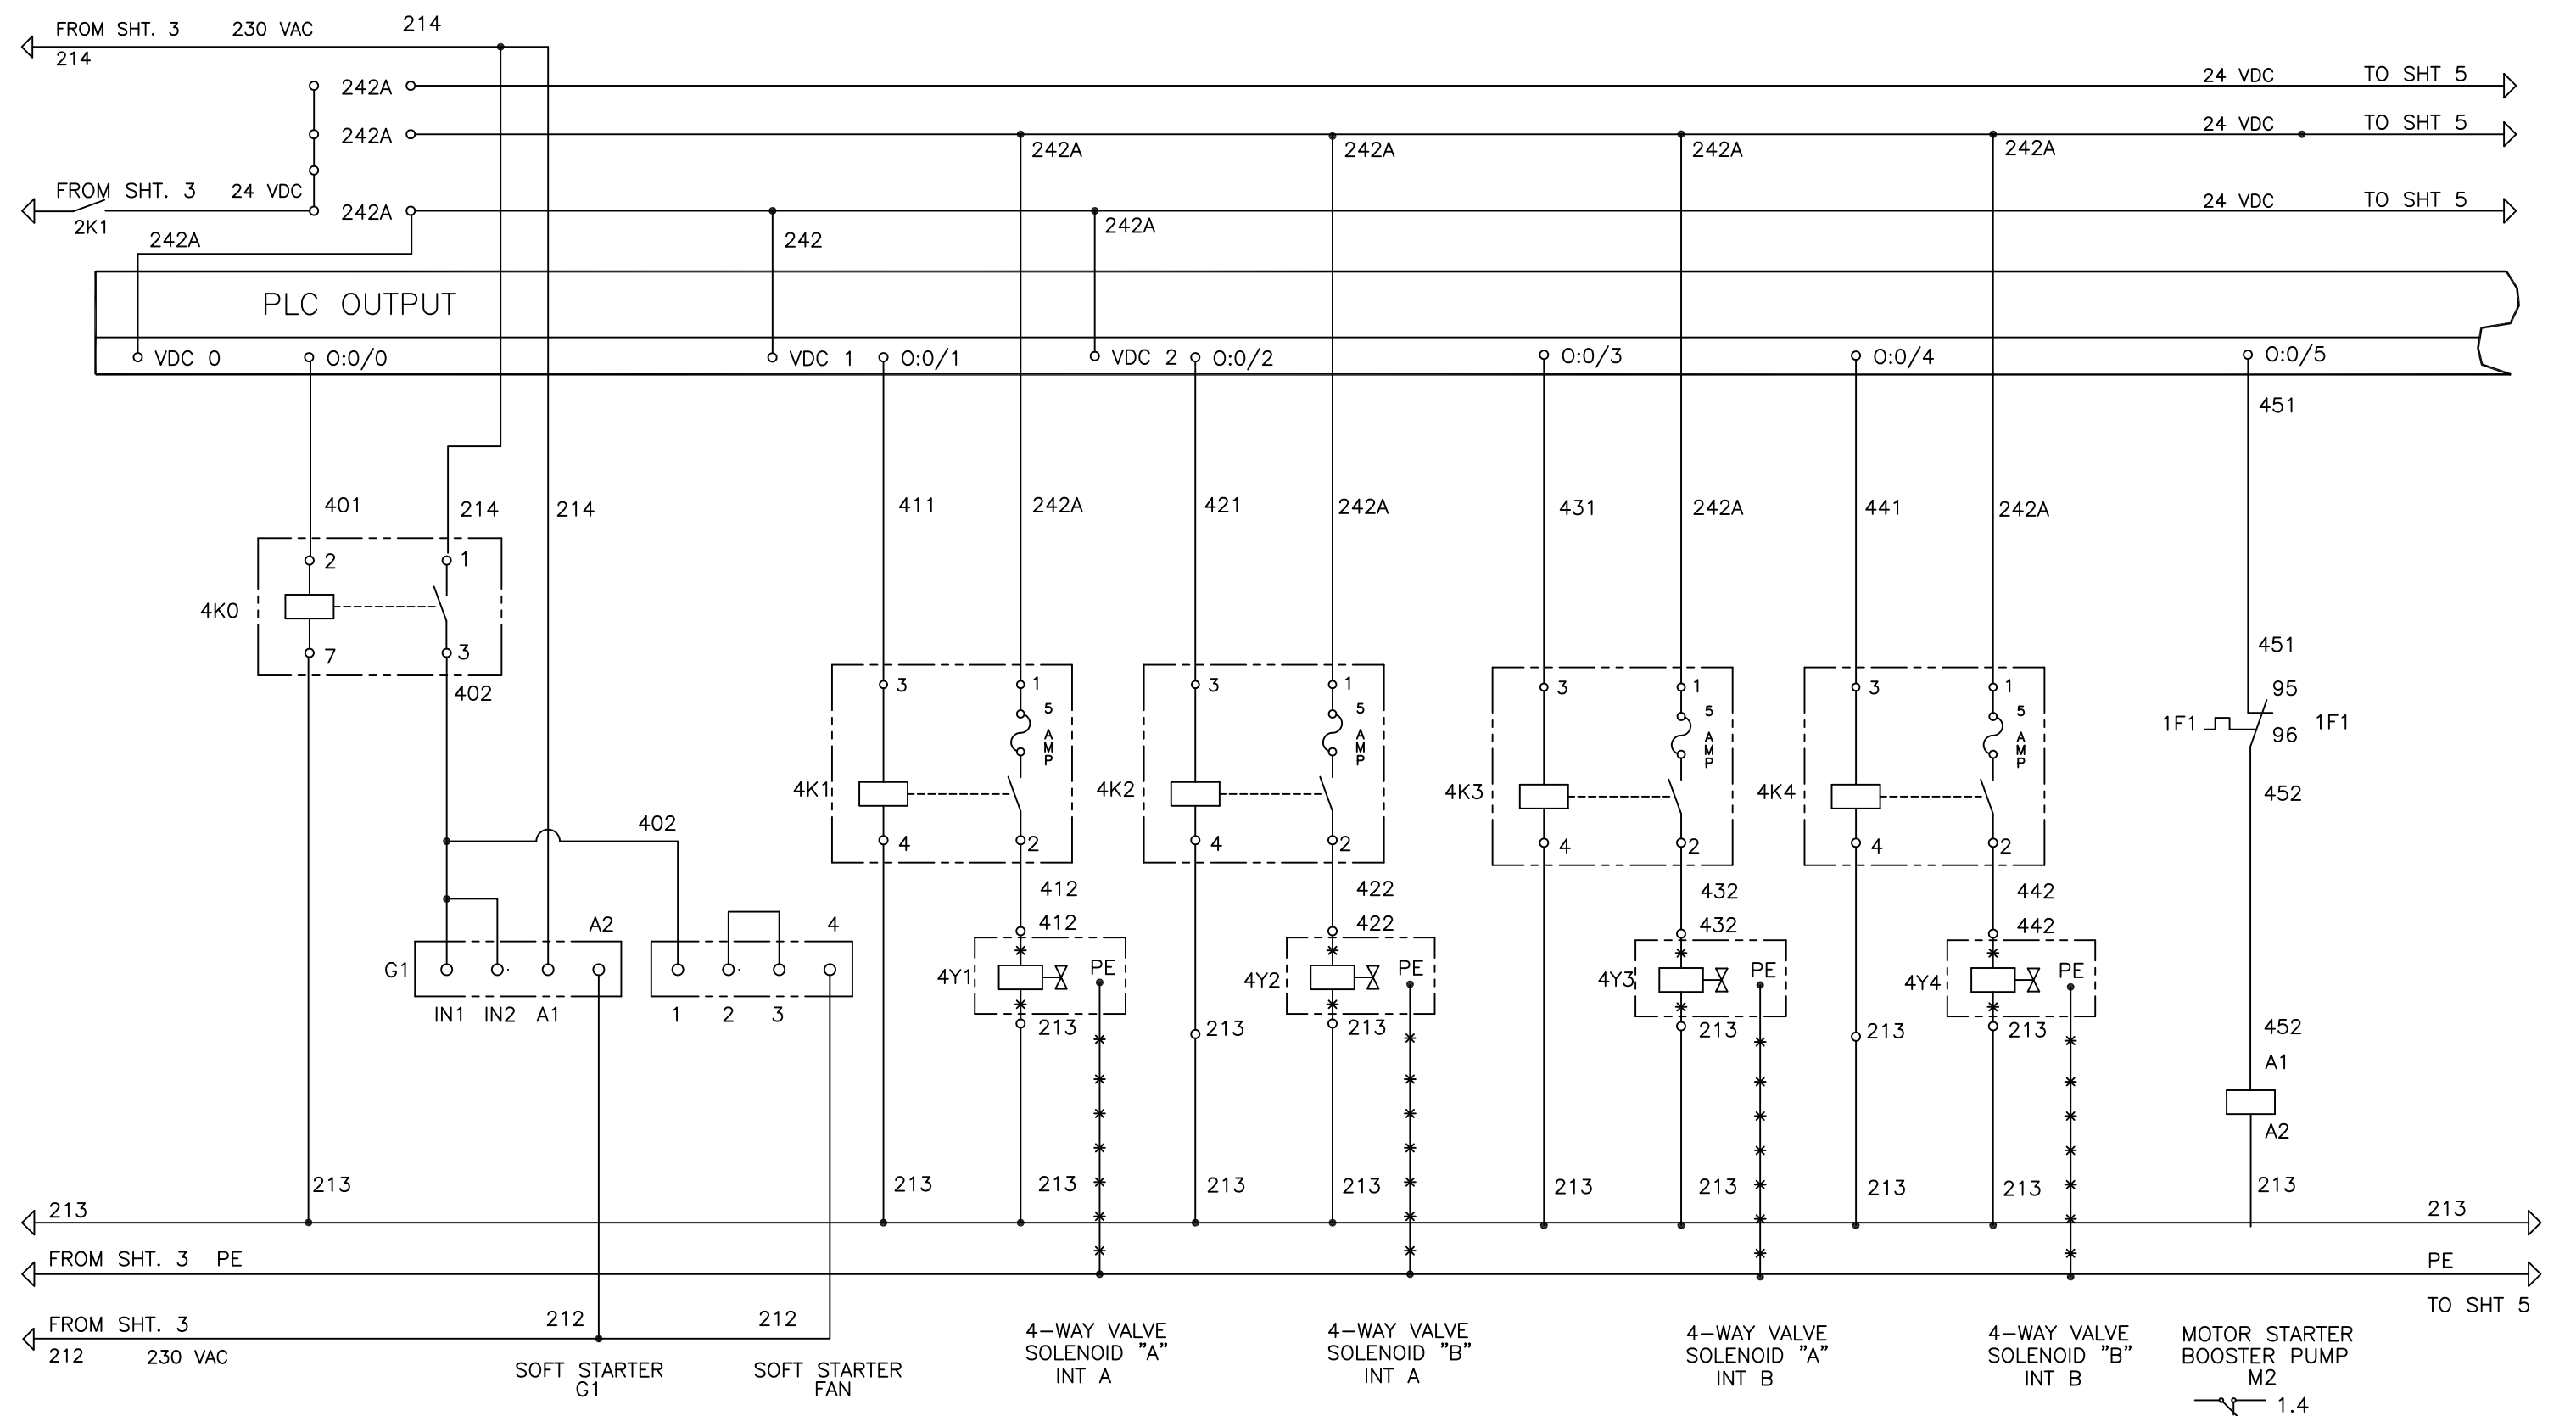 FROM SHT. 3 230 VAC 214
214
242A 24 VDC TO SHT 5
242A 24 VDC TO SHT 5
242A 242A 242A 242A
FROM SHT. 3 24 VDC 242A 24 VDC TO SHT 5
2K1
242A 242 242A
PLC OUTPUT
VDC 0 O:0/0 VDC 1 O:0/1 VDC 2 O:0/2 O:0/3 O:0/4 O:0/5
451
401 214 214 411 242A 421 242A 431 242A 441 242A
2 1
4K0
7 3
402
451
3 1 3 1 3 1 3 1
95
5 AMP 5 AMP 5 AMP 5 AMP
1F1 96 1F1
4K1 4K2 4K3 4K4
452
402
4 2 4 2 4 2 4 2
412 422 432 442
A2 4 412 422 432 442
G1 4Y1 PE 4Y2 PE 4Y3 PE 4Y4 PE
IN1 IN2 A1 1 2 3
213 213 213 213 213 213
452
A1
A2
213 213 213 213 213 213 213 213 213 213
213 213
FROM SHT. 3 PE PE
TO SHT 5
FROM SHT. 3 212 212
212 230 VAC
SOFT STARTER
G1
SOFT STARTER
FAN
4-WAY VALVE
SOLENOID "A"
INT A
4-WAY VALVE
SOLENOID "B"
INT A
4-WAY VALVE
SOLENOID "A"
INT B
4-WAY VALVE
SOLENOID "B"
INT B
MOTOR STARTER
BOOSTER PUMP
M2
1.4